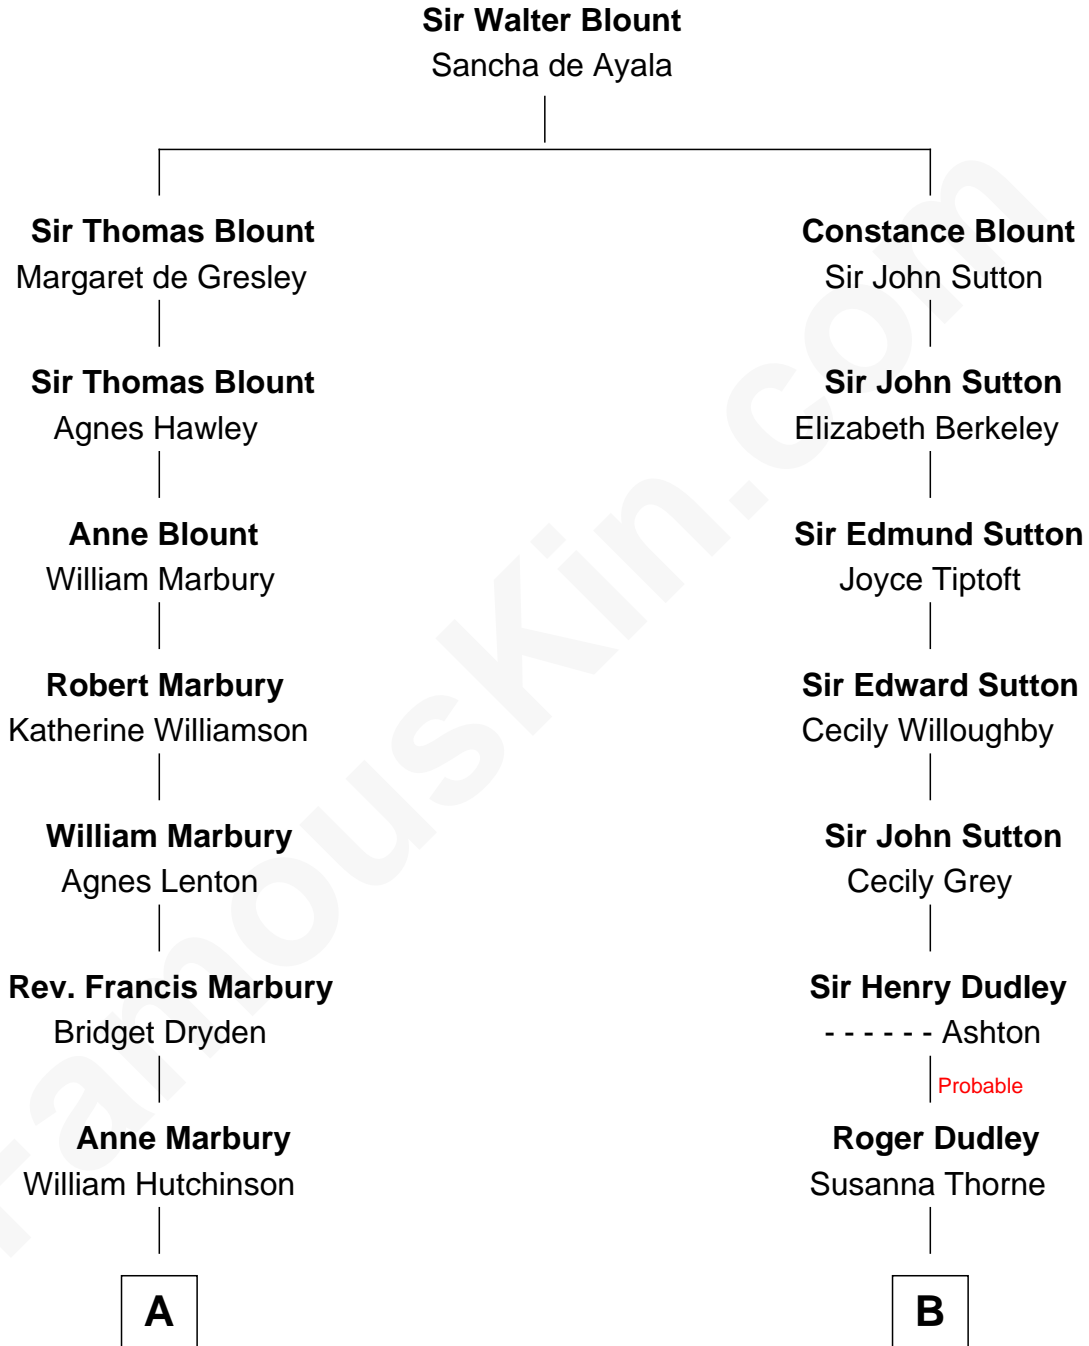 Sir Walter Blount
Sancha de Ayala
Sir Thomas Blount
Margaret de Gresley
Constance Blount
Sir John Sutton
Sir Thomas Blount
Agnes Hawley
Sir John Sutton
Elizabeth Berkeley
Anne Blount
William Marbury
Sir Edmund Sutton
Joyce Tiptoft
Robert Marbury
Katherine Williamson
Sir Edward Sutton
Cecily Willoughby
William Marbury
Agnes Lenton
Sir John Sutton
Cecily Grey
Rev. Francis Marbury
Bridget Dryden
Sir Henry Dudley
- - - - - - Ashton
Probable
Anne Marbury
William Hutchinson
Roger Dudley
Susanna Thorne
A
B
FamousKin.com